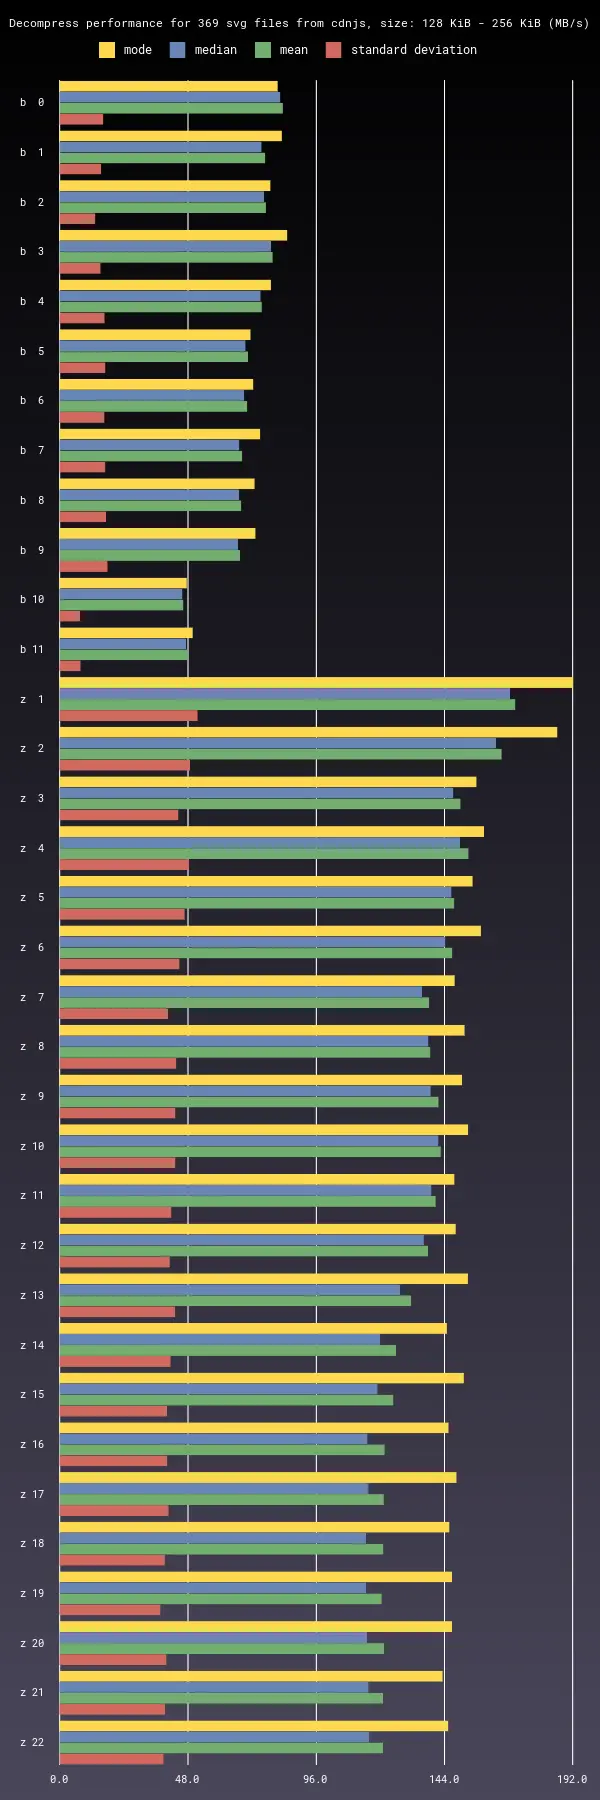 Decompress performance for 369 svg files from cdnjs, size: 128 KiB - 256 KiB (MB/s)
mode median mean standard deviation
b 0
b 1
b 2
b 3
b 4
b 5
b 6
b 7
b 8
b 9
b 10
b 11
z 1
z 2
z 3
z 4
z 5
z 6
z 7
z 8
z 9
z 10
z 11
z 12
z 13
z 14
z 15
z 16
z 17
z 18
z 19
z 20
z 21
z 22
0.0 48.0 96.0 144.0 192.0